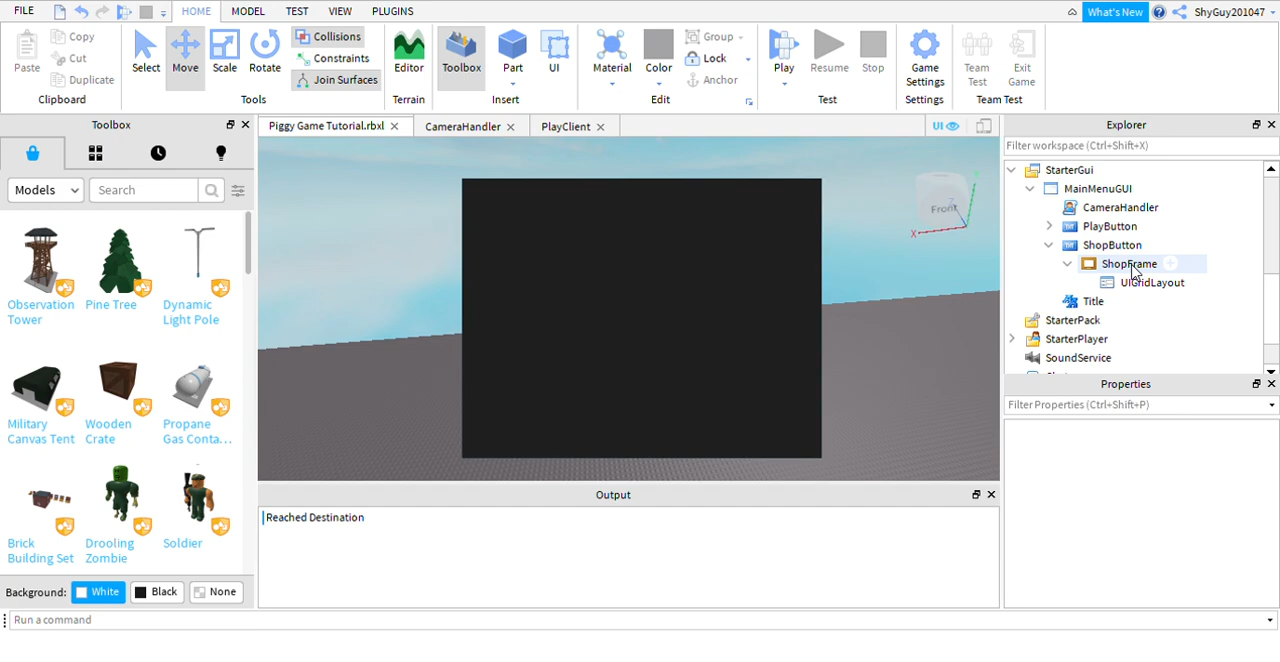 FILE HOME MODEL TEST VIEW PLUGINS What's New ShyGuy201047
Paste Copy Cut Duplicate Select Move Scale Rotate Collisions Constraints Join Surfaces Editor Toolbox Part UI Material Color Group Lock Anchor Play Resume Stop Game Settings Team Test Exit Game
Clipboard Tools Terrain Insert Edit Test Settings Team Test
Toolbox
Piggy Game Tutorial.rbxl CameraHandler PlayClient UI
Explorer
Filter workspace (Ctrl+Shift+X)
Models Search
Observation Tower
Pine Tree
Dynamic Light Pole
Military Canvas Tent
Wooden Crate
Propane Gas Conta...
Brick Building Set
Drooling Zombie
Soldier
Background: White Black None
Front
X
Y
Z
StarterGui
MainMenuGUI
CameraHandler
TXT PlayButton
TXT ShopButton
ShopFrame
UIGridLayout
Title
StarterPack
StarterPlayer
SoundService
Properties
Filter Properties (Ctrl+Shift+P)
Output
Reached Destination
Run a command